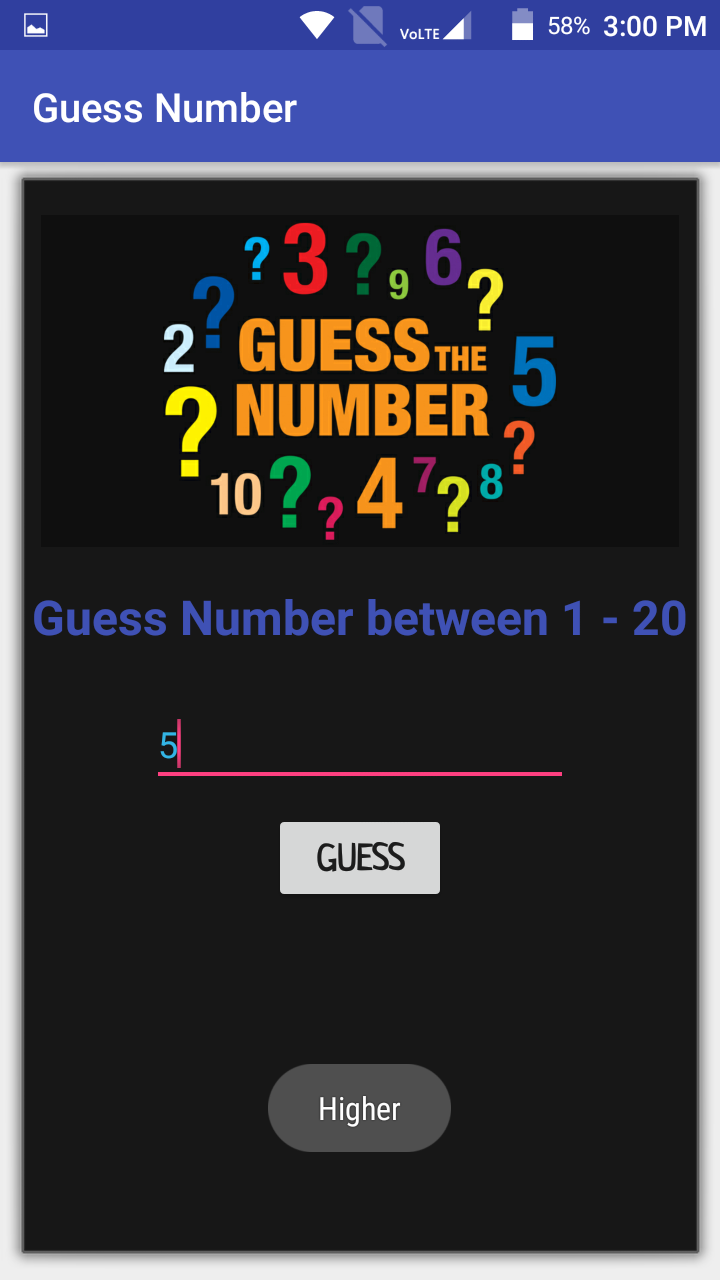 VoLTE 58% 3:00 PM
Guess Number
? 3 ? 9 6 ?
2 ? GUESS THE 5
? NUMBER ?
10 ? ? 4 7 ? 8
Guess Number between 1 - 20
5
GUESS
Higher